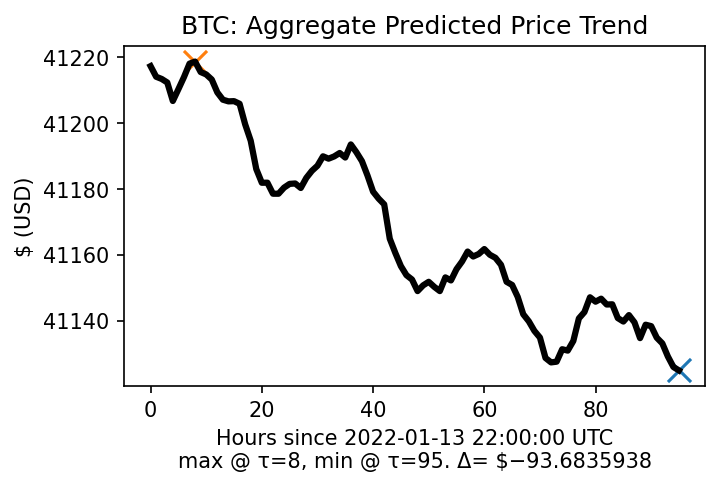 BTC: Aggregate Predicted Price Trend
41220
41200
41180
41160
41140
$ (USD)
0 20 40 60 80
Hours since 2022-01-13 22:00:00 UTC
max @ τ=8, min @ τ=95. Δ= $−93.6835938